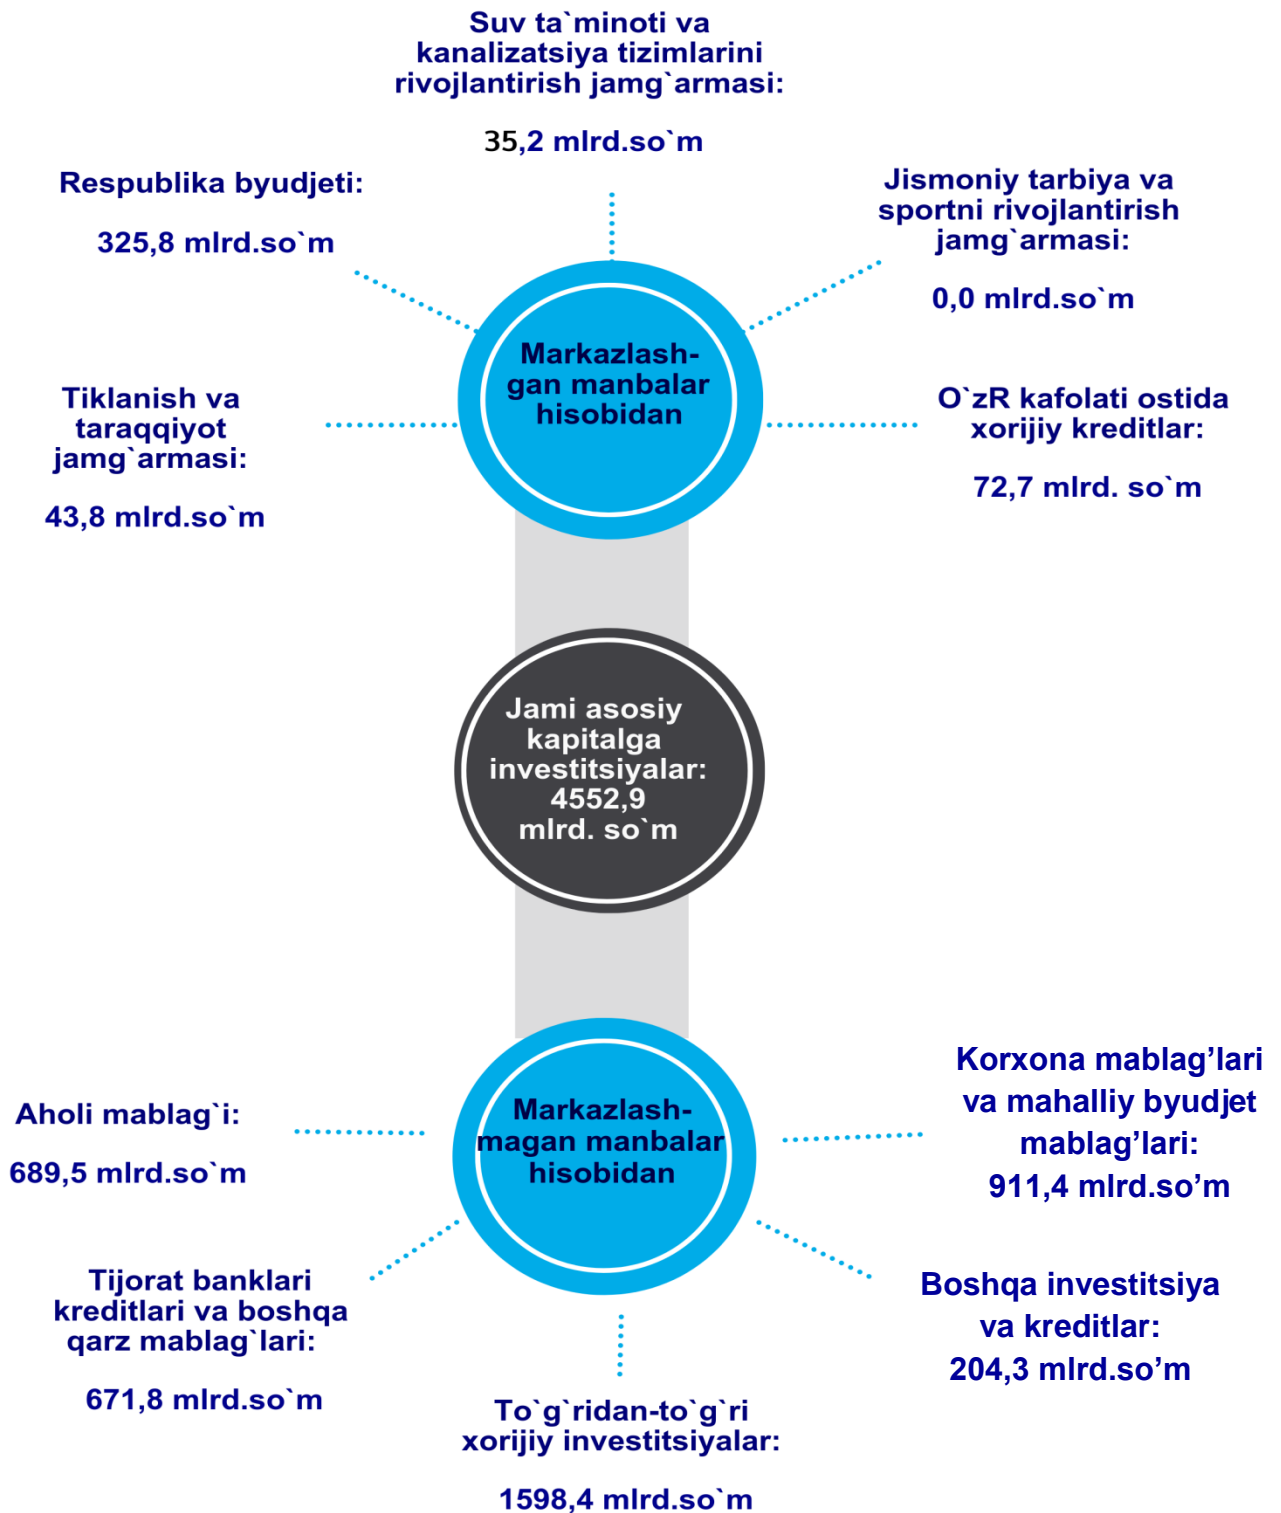 Suv ta`minoti va
kanalizatsiya tizimlarini
rivojlantirish jamg`armasi:
35,2 mlrd.so`m
Respublika byudjeti:
325,8 mlrd.so`m
Jismoniy tarbiya va
sportni rivojlantirish
jamg`armasi:
0,0 mlrd.so`m
Markazlash-
gan manbalar
hisobidan
Tiklanish va
taraqqiyot
jamg`armasi:
43,8 mlrd.so`m
O`zR kafolati ostida
xorijiy kreditlar:
72,7 mlrd. so`m
Jami asosiy
kapitalga
investitsiyalar:
4552,9
mlrd. so`m
Markazlash-
magan manbalar
hisobidan
Aholi mablag`i:
689,5 mlrd.so`m
Korxona mablag’lari
va mahalliy byudjet
mablag’lari:
911,4 mlrd.so’m
Tijorat banklari
kreditlari va boshqa
qarz mablag`lari:
671,8 mlrd.so`m
Boshqa investitsiya
va kreditlar:
204,3 mlrd.so’m
To`g`ridan-to`g`ri
xorijiy investitsiyalar:
1598,4 mlrd.so`m